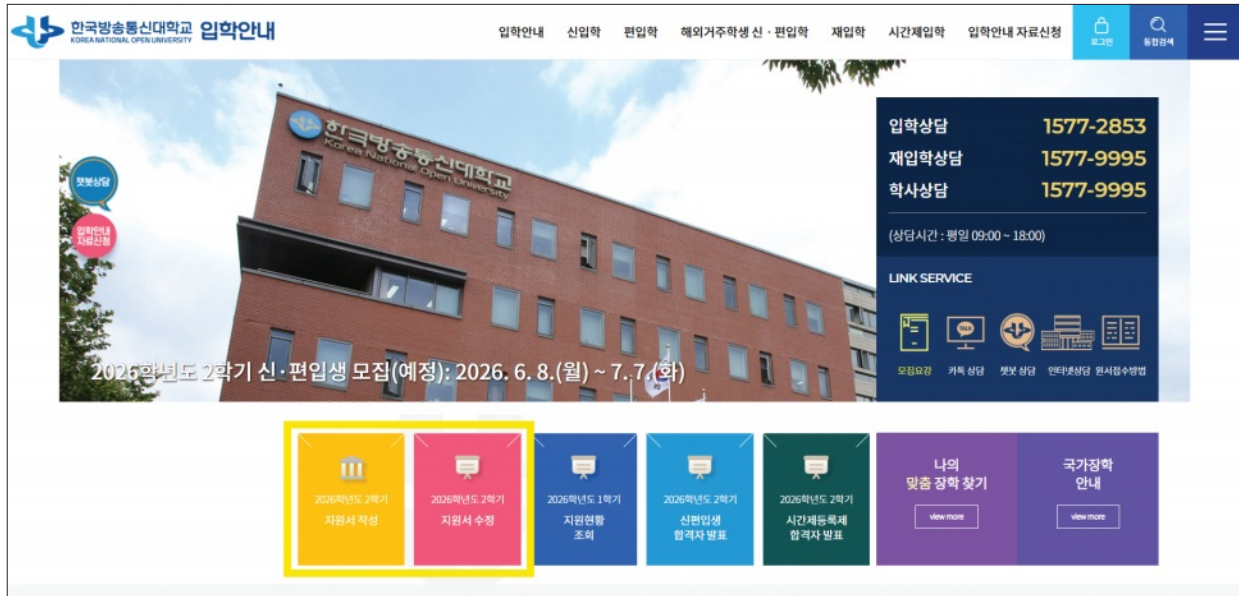 한국방송통신대학교 입학안내
KOREA NATIONAL OPEN UNIVERSITY
입학안내 신입학 편입학 해외거주학생 신 · 편입학 재입학 시간제입학 입학안내 자료신청
로그인
통합검색
한국방송통신대학교
Korea National Open University
챗봇상담
입학안내
자료신청
입학상담 1577-2853
재입학상담 1577-9995
학사상담 1577-9995
(상담시간 : 평일 09:00 ~ 18:00)
LINK SERVICE
TALK
모집요강 카톡 상담 챗봇 상담 인터넷상담 원서접수방법
2026학년도 2학기 신·편입생 모집(예정): 2026. 6. 8.(월) ~ 7. 7.(화)
2026학년도 2학기
지원서 작성
2026학년도 2학기
지원서 수정
2026학년도 1학기
지원현황
조회
2026학년도 2학기
신편입생
합격자 발표
2026학년도 2학기
시간제등록제
합격자 발표
나의
맞춤 장학 찾기
view more
국가장학
안내
view more